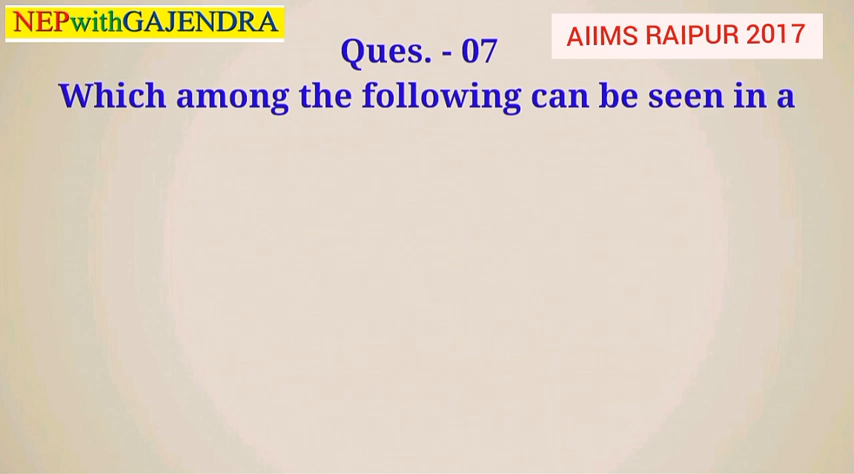 NEPwithGAJENDRA
AIIMS RAIPUR 2017
Ques. - 07
Which among the following can be seen in a